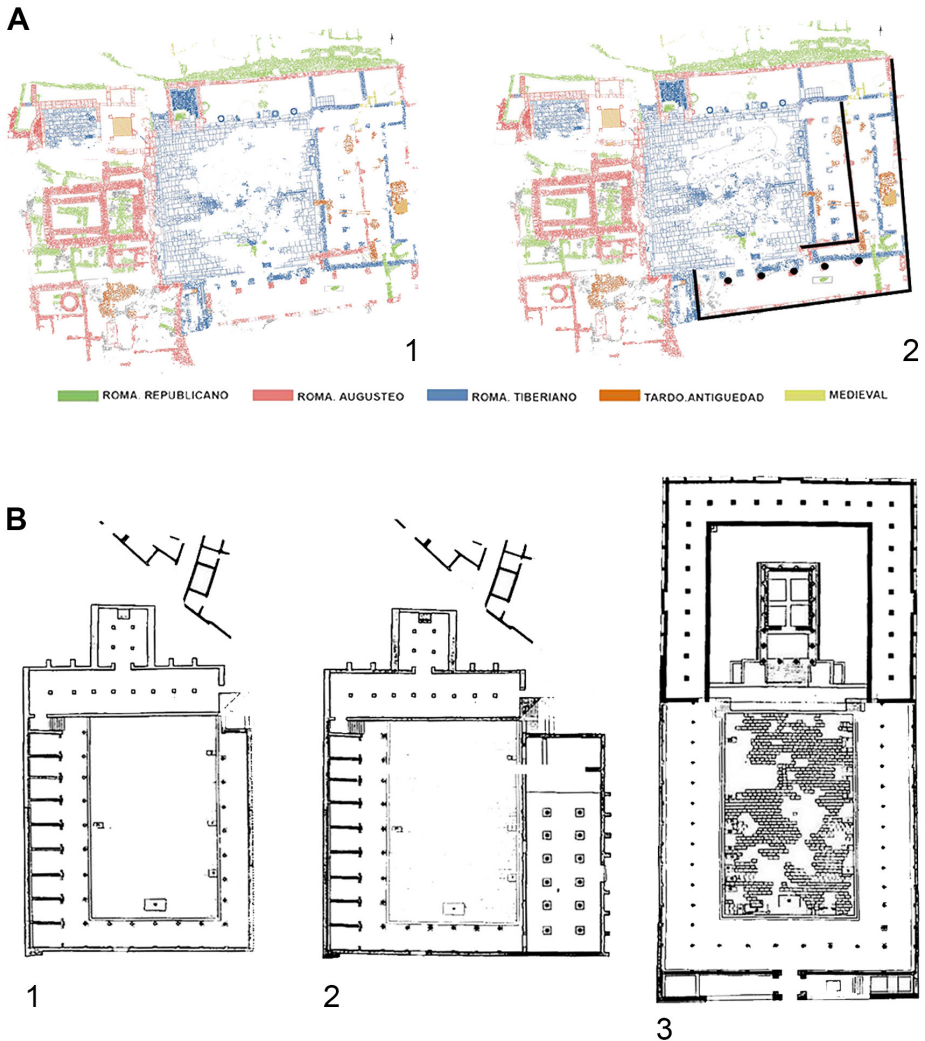 A
1
2
ROMA. REPUBLICANO
ROMA. AUGUSTEO
ROMA. TIBERIANO
TARDO.ANTIGUEDAD
MEDIEVAL
B
1
2
3